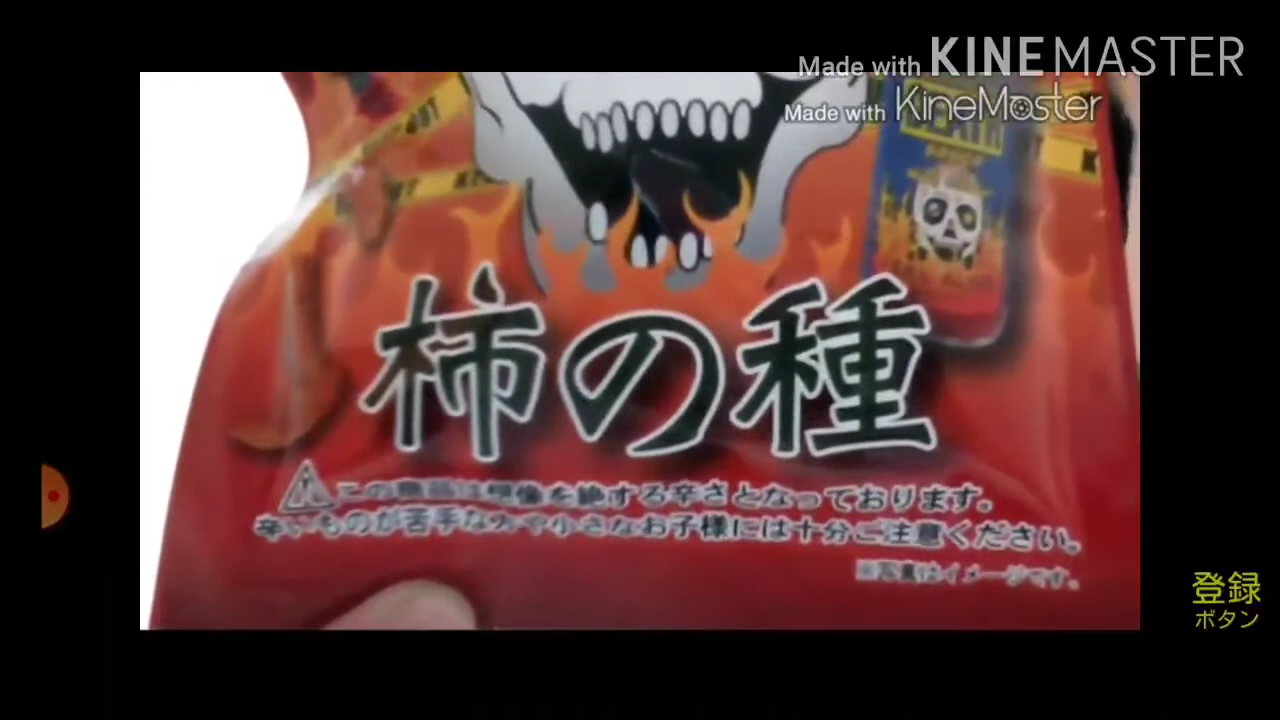 Made with KINEMASTER
Made with KineMaster
DEATH
柿の種
この商品は想像を絶する辛さとなっております。
辛いものが苦手な方や小さなお子様には十分ご注意ください。
※写真はイメージです。
登録
ボタン